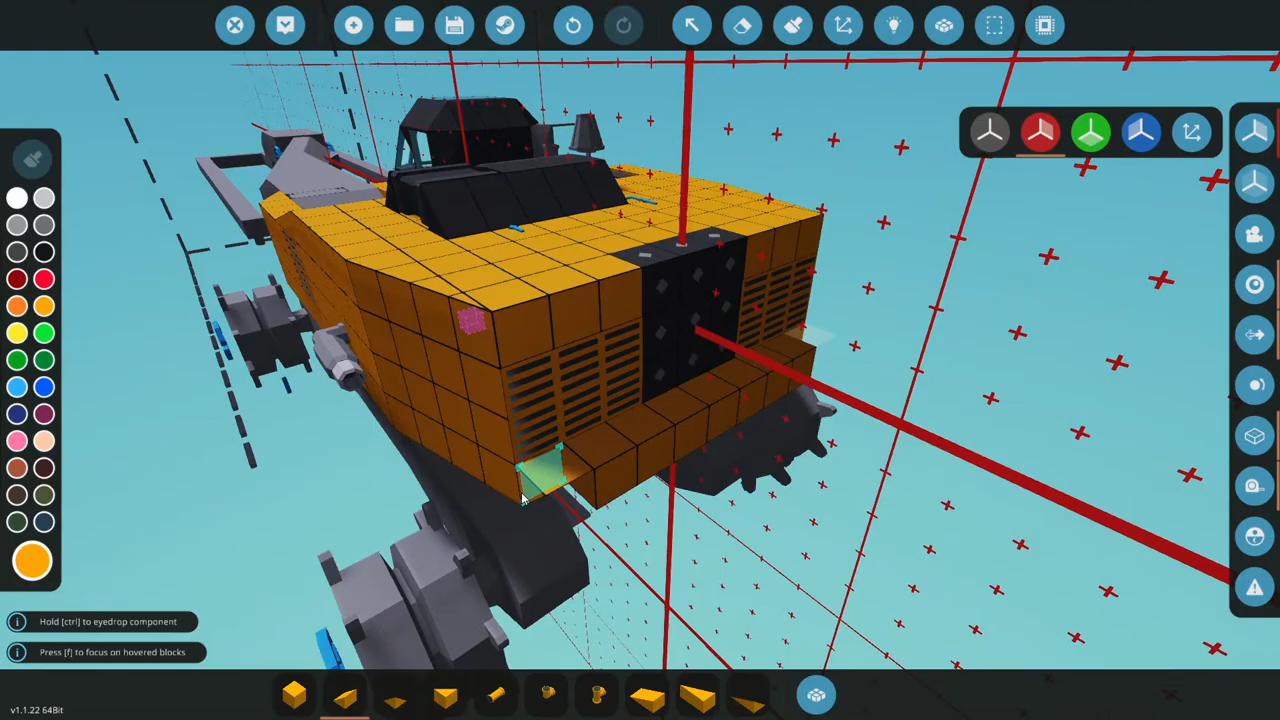 Hold [ctrl] to eyedrop component
Press [f] to focus on hovered blocks
v1.1.22 64Bit